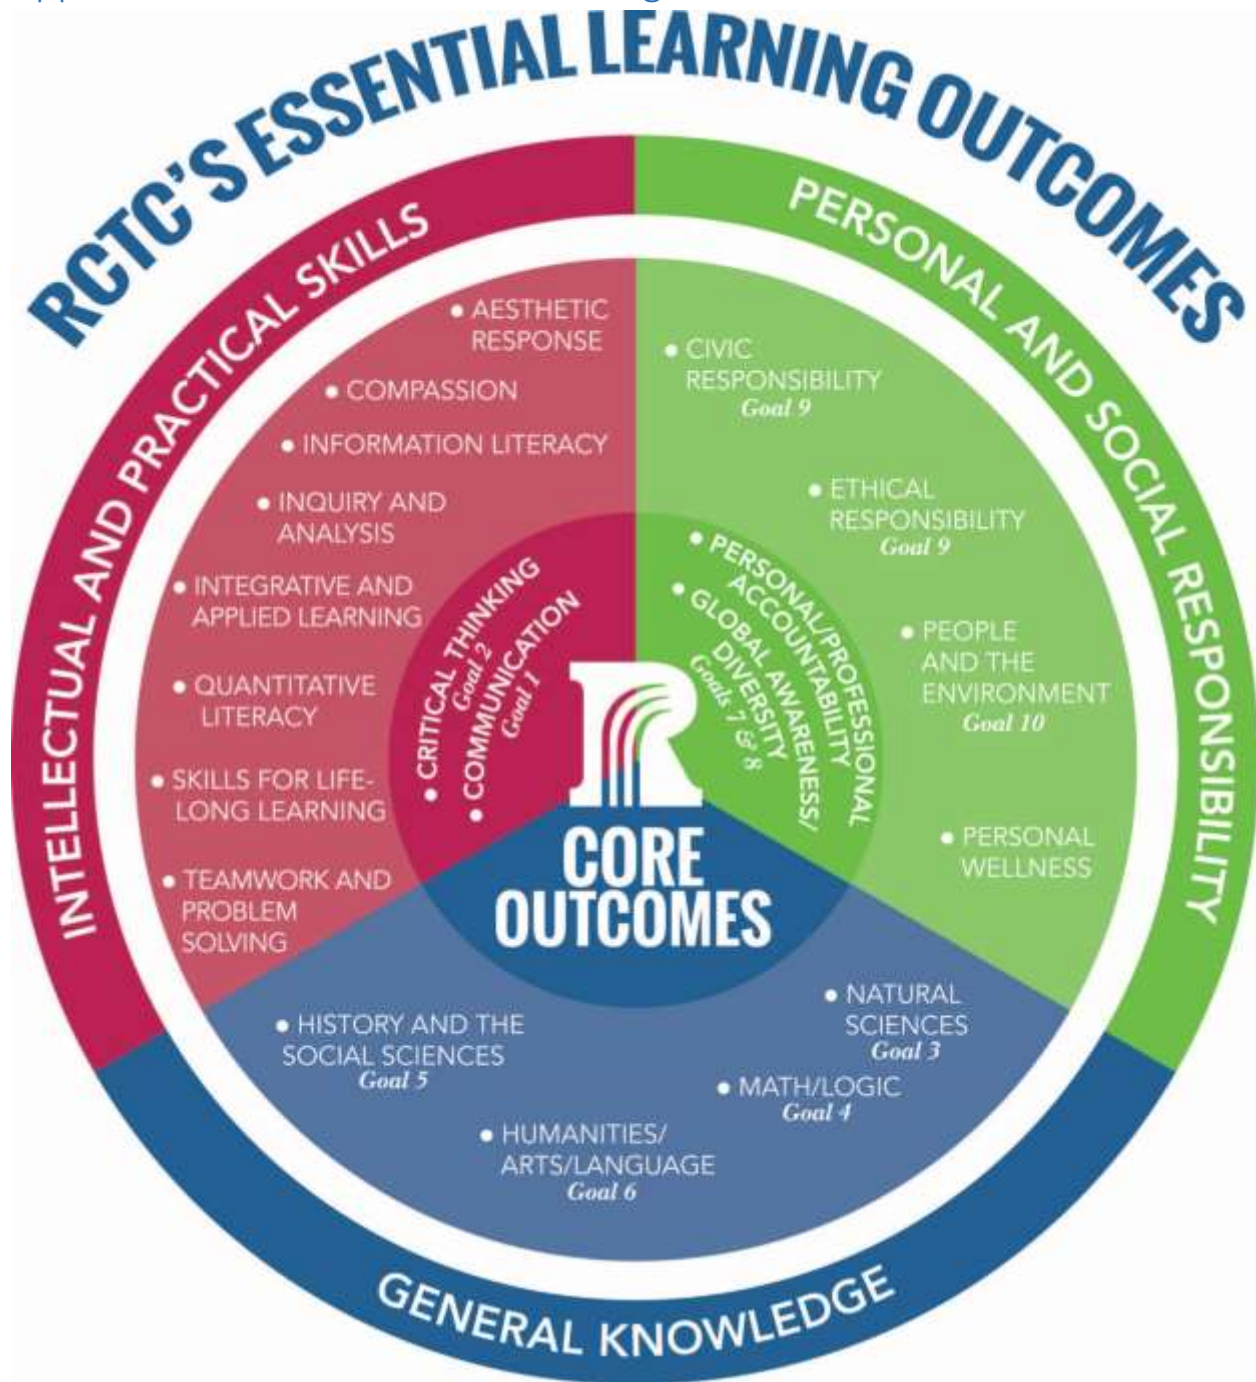 RCTC'S ESSENTIAL LEARNING OUTCOMES
INTELLECTUAL AND PRACTICAL SKILLS
• AESTHETIC
RESPONSE
• COMPASSION
• INFORMATION LITERACY
• INQUIRY AND
ANALYSIS
• INTEGRATIVE AND
APPLIED LEARNING
• QUANTITATIVE
LITERACY
• SKILLS FOR LIFE-
LONG LEARNING
• TEAMWORK AND
PROBLEM
SOLVING
• CRITICAL THINKING
Goal 2
• COMMUNICATION
Goal 1
PERSONAL AND SOCIAL RESPONSIBILITY
• CIVIC
RESPONSIBILITY
Goal 9
• ETHICAL
RESPONSIBILITY
Goal 9
• PEOPLE
AND THE
ENVIRONMENT
Goal 10
• PERSONAL
WELLNESS
• PERSONAL/PROFESSIONAL
ACCOUNTABILITY
• GLOBAL AWARENESS/
DIVERSITY
Goals 7 & 8
R
CORE
OUTCOMES
• HISTORY AND THE
SOCIAL SCIENCES
Goal 5
• HUMANITIES/
ARTS/LANGUAGE
Goal 6
• MATH/LOGIC
Goal 4
• NATURAL
SCIENCES
Goal 3
GENERAL KNOWLEDGE